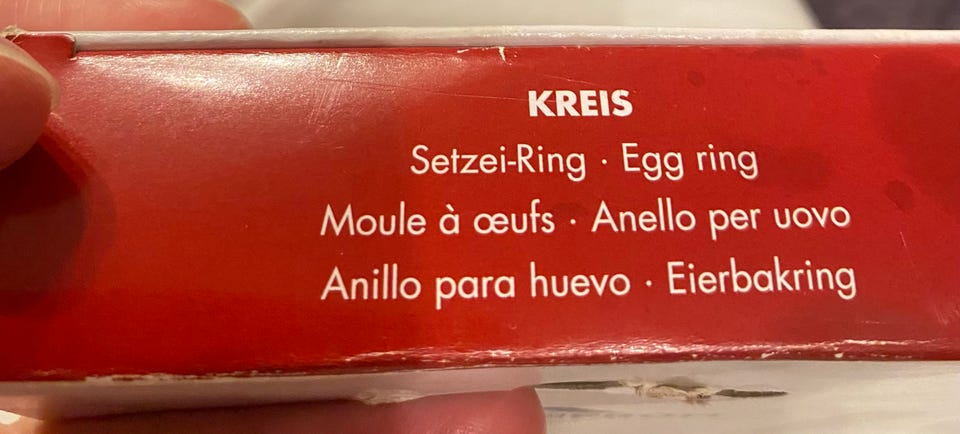 KREIS
Setzei-Ring · Egg ring
Moule à œufs · Anello per uovo
Anillo para huevo · Eierbakring